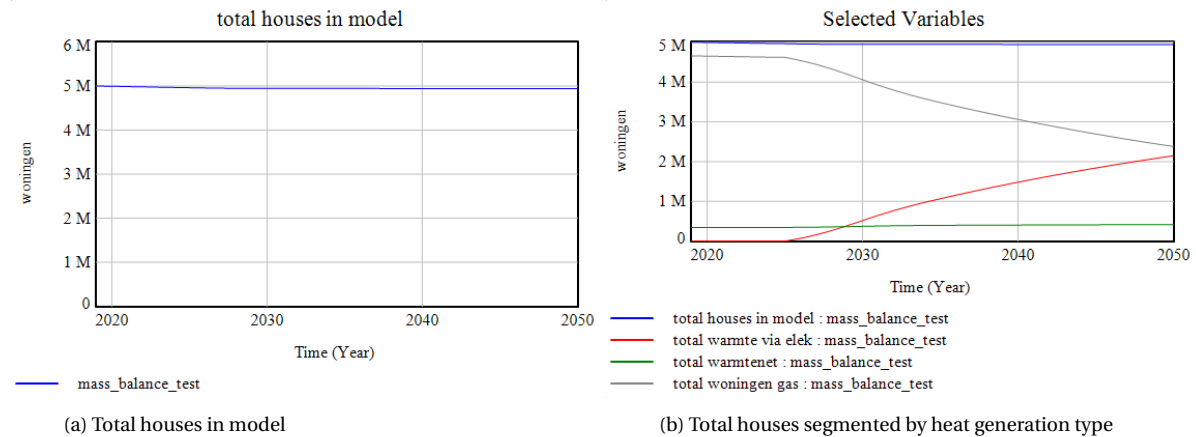 total houses in model
6 M
5 M
4 M
3 M
2 M
1 M
0
woningen
2020 2030 2040 2050
Time (Year)
mass_balance_test
(a) Total houses in model
Selected Variables
5 M
4 M
3 M
2 M
1 M
0
woningen
2020 2030 2040 2050
Time (Year)
total houses in model : mass_balance_test
total warmte via elek : mass_balance_test
total warmtenet : mass_balance_test
total woningen gas : mass_balance_test
(b) Total houses segmented by heat generation type